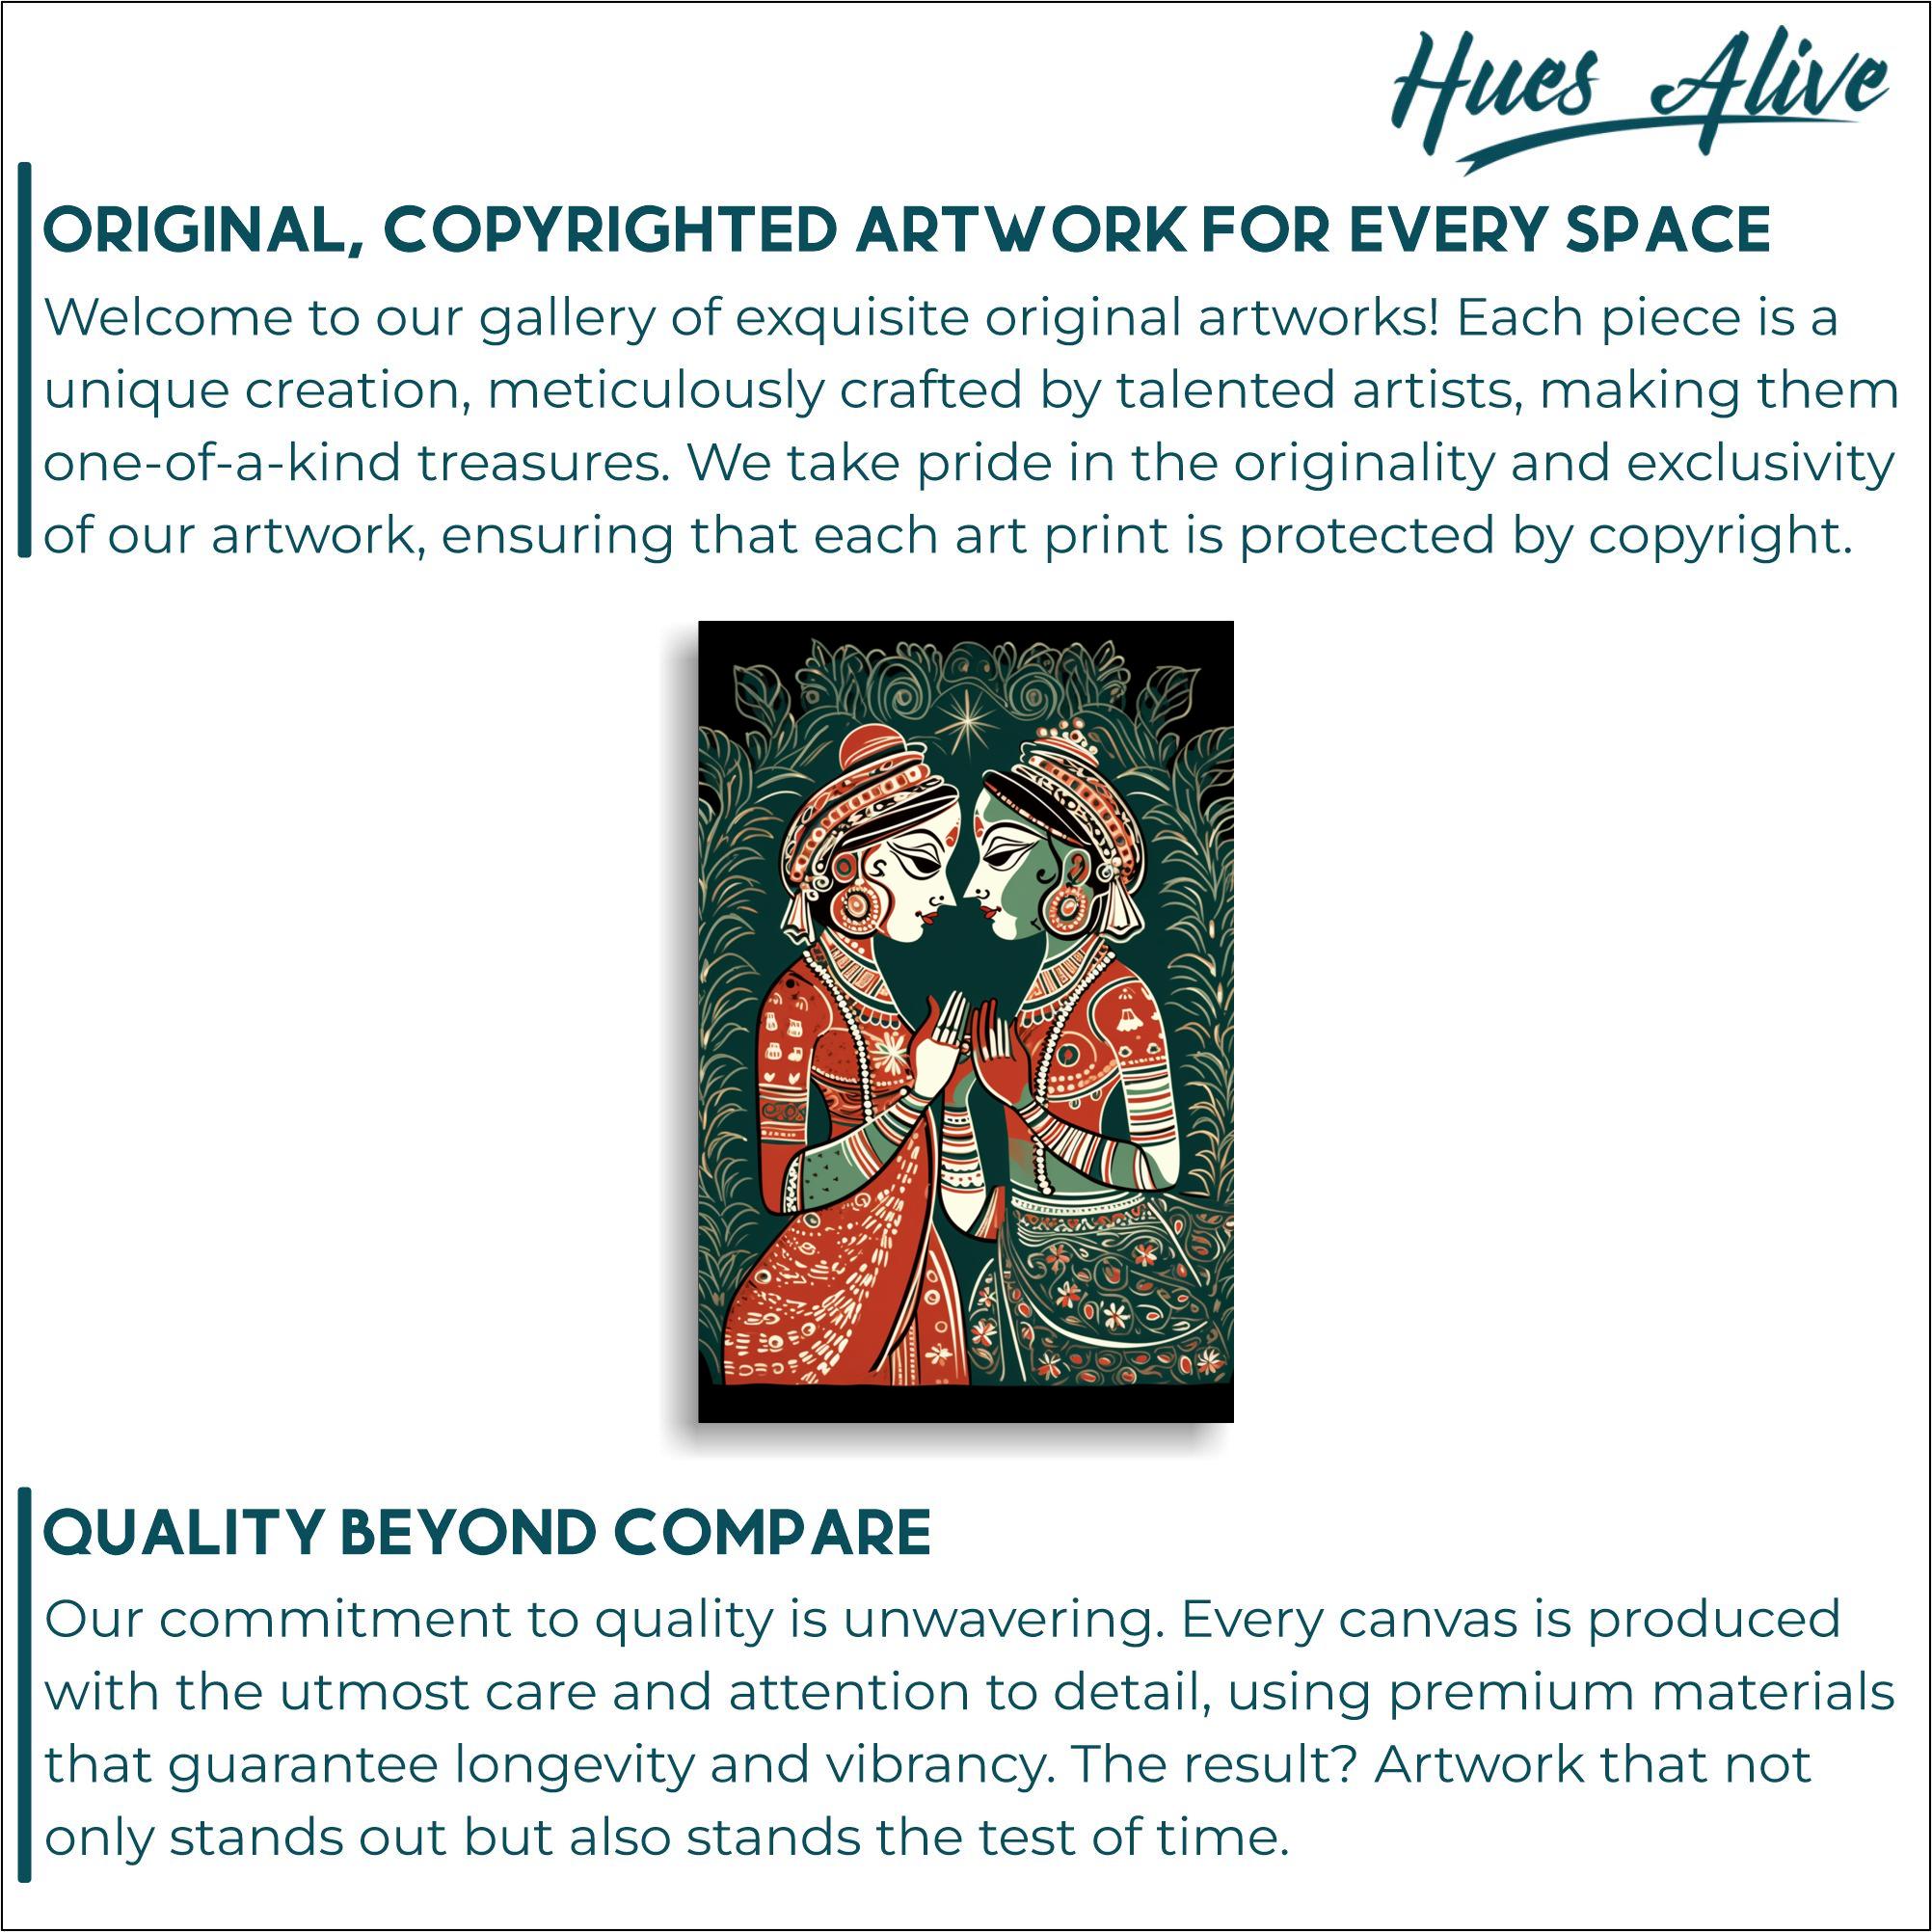 Hues Alive
ORIGINAL, COPYRIGHTED ARTWORK FOR EVERY SPACE
Welcome to our gallery of exquisite original artworks! Each piece is a
unique creation, meticulously crafted by talented artists, making them
one-of-a-kind treasures. We take pride in the originality and exclusivity
of our artwork, ensuring that each art print is protected by copyright.
QUALITY BEYOND COMPARE
Our commitment to quality is unwavering. Every canvas is produced
with the utmost care and attention to detail, using premium materials
that guarantee longevity and vibrancy. The result? Artwork that not
only stands out but also stands the test of time.